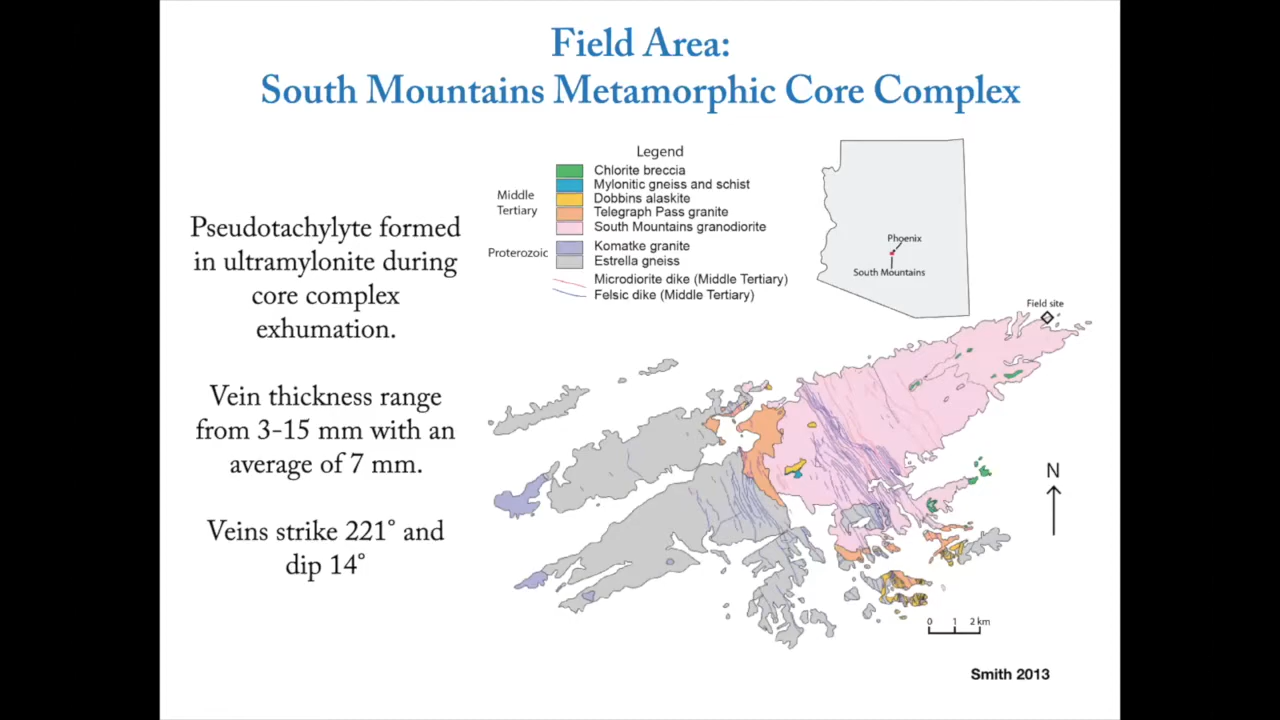 Field Area:
South Mountains Metamorphic Core Complex
Pseudotachylyte formed
in ultramylonite during
core complex
exhumation.
Vein thickness range
from 3-15 mm with an
average of 7 mm.
Veins strike 221° and
dip 14°
Legend
Middle
Tertiary
Chlorite breccia
Mylonitic gneiss and schist
Dobbins alaskite
Telegraph Pass granite
South Mountains granodiorite
Proterozoic
Komatke granite
Estrella gneiss
Microdiorite dike (Middle Tertiary)
Felsic dike (Middle Tertiary)
Phoenix
South Mountains
Field site
N
0 1 2 km
Smith 2013